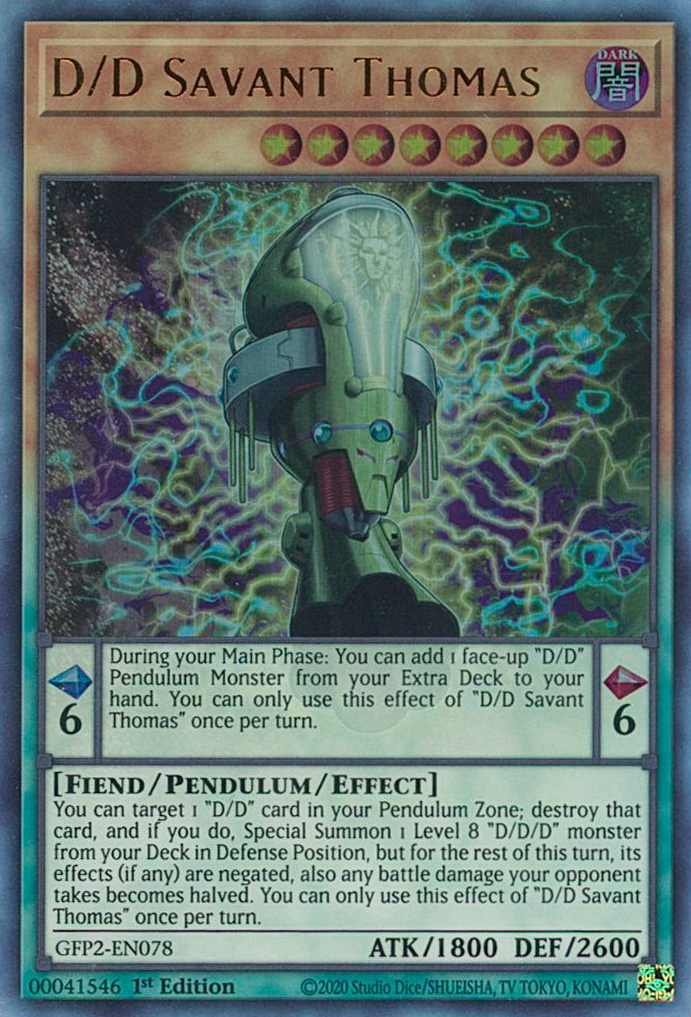 D/D Savant Thomas
DARK
闇
During your Main Phase: You can add 1 face-up "D/D"
Pendulum Monster from your Extra Deck to your
hand. You can only use this effect of "D/D Savant
Thomas" once per turn.
6
6
[Fiend/Pendulum/Effect]
You can target 1 "D/D" card in your Pendulum Zone; destroy that
card, and if you do, Special Summon 1 Level 8 "D/D/D" monster
from your Deck in Defense Position, but for the rest of this turn, its
effects (if any) are negated, also any battle damage your opponent
takes becomes halved. You can only use this effect of "D/D Savant
Thomas" once per turn.
GFP2-EN078
ATK/1800 DEF/2600
00041546 1st Edition
©2020 Studio Dice/SHUEISHA, TV TOKYO, KONAMI